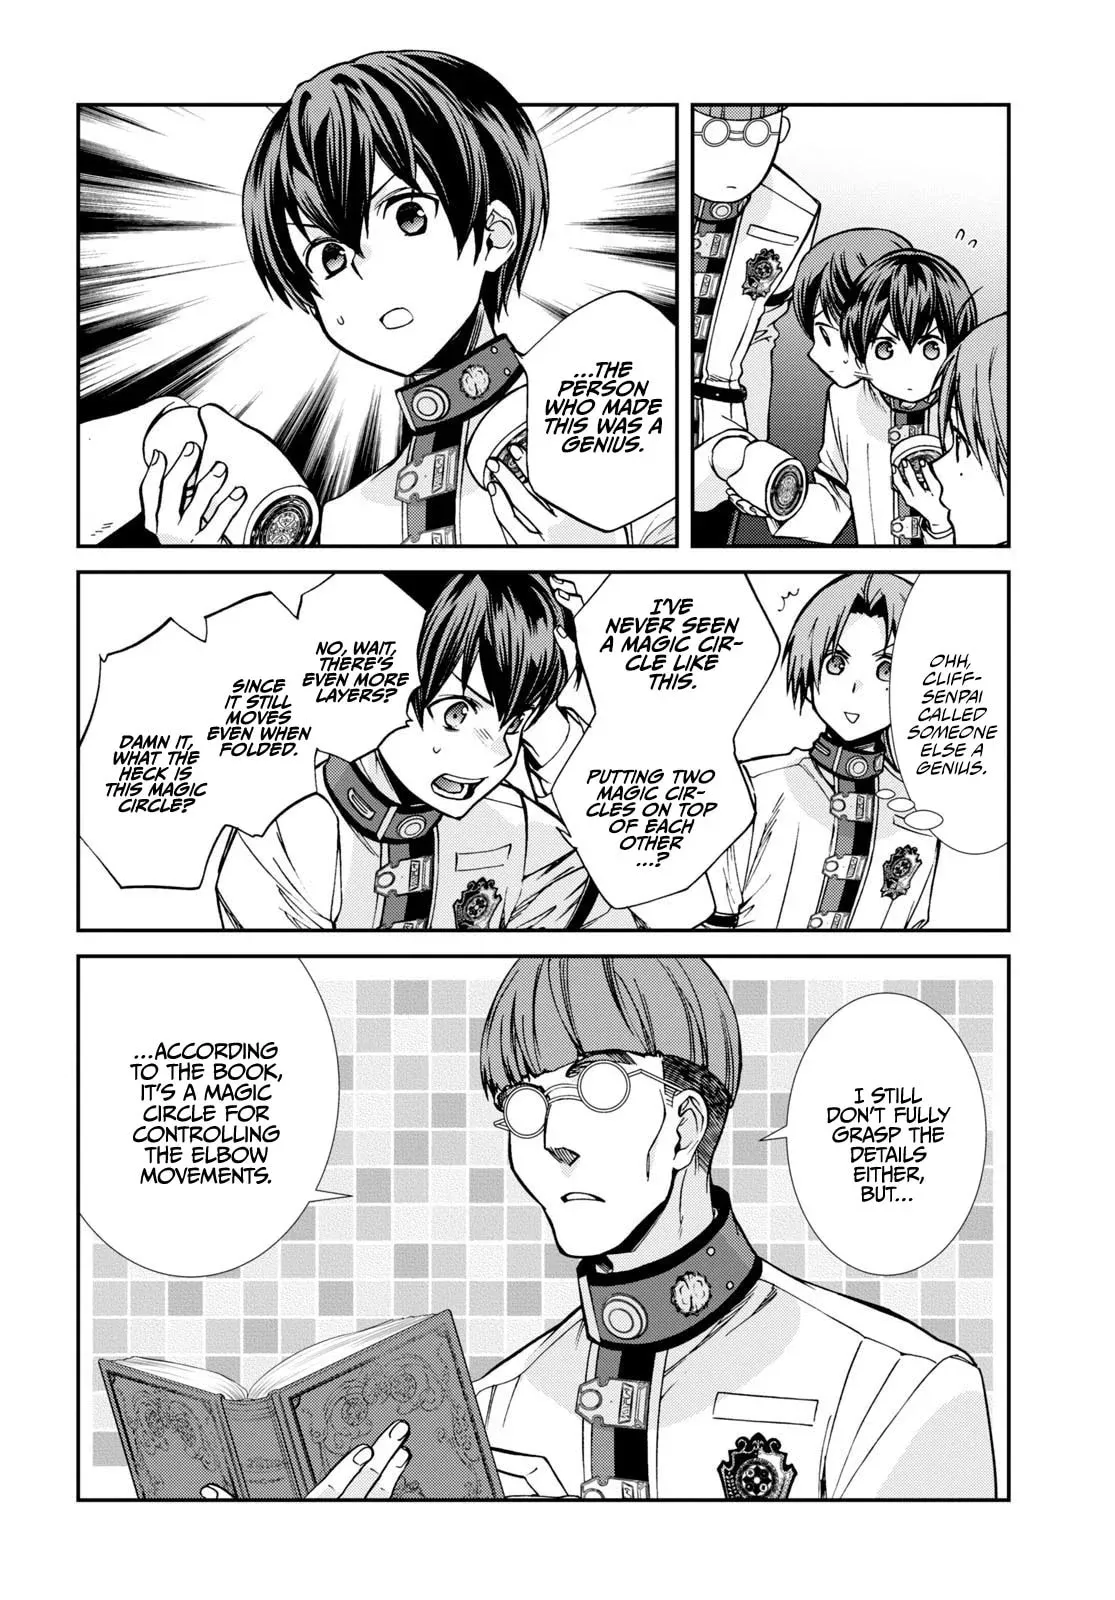 ...THE
PERSON
WHO MADE
THIS WAS A
GENIUS.
OHH,
CLIFF-
SENPAI
CALLED
SOMEONE
ELSE A
GENIUS.
I'VE
NEVER SEEN
A MAGIC CIR-
CLE LIKE
THIS.
PUTTING TWO
MAGIC CIR-
CLES ON TOP
OF EACH
OTHER
...?
NO, WAIT,
THERE'S
EVEN MORE
LAYERS?
SINCE
IT STILL
MOVES
EVEN WHEN
FOLDED.
DAMN IT,
WHAT THE
HECK IS
THIS MAGIC
CIRCLE?
I STILL
DON'T FULLY
GRASP THE
DETAILS
EITHER,
BUT...
...ACCORDING
TO THE BOOK,
IT'S A MAGIC
CIRCLE FOR
CONTROLLING
THE ELBOW
MOVEMENTS.